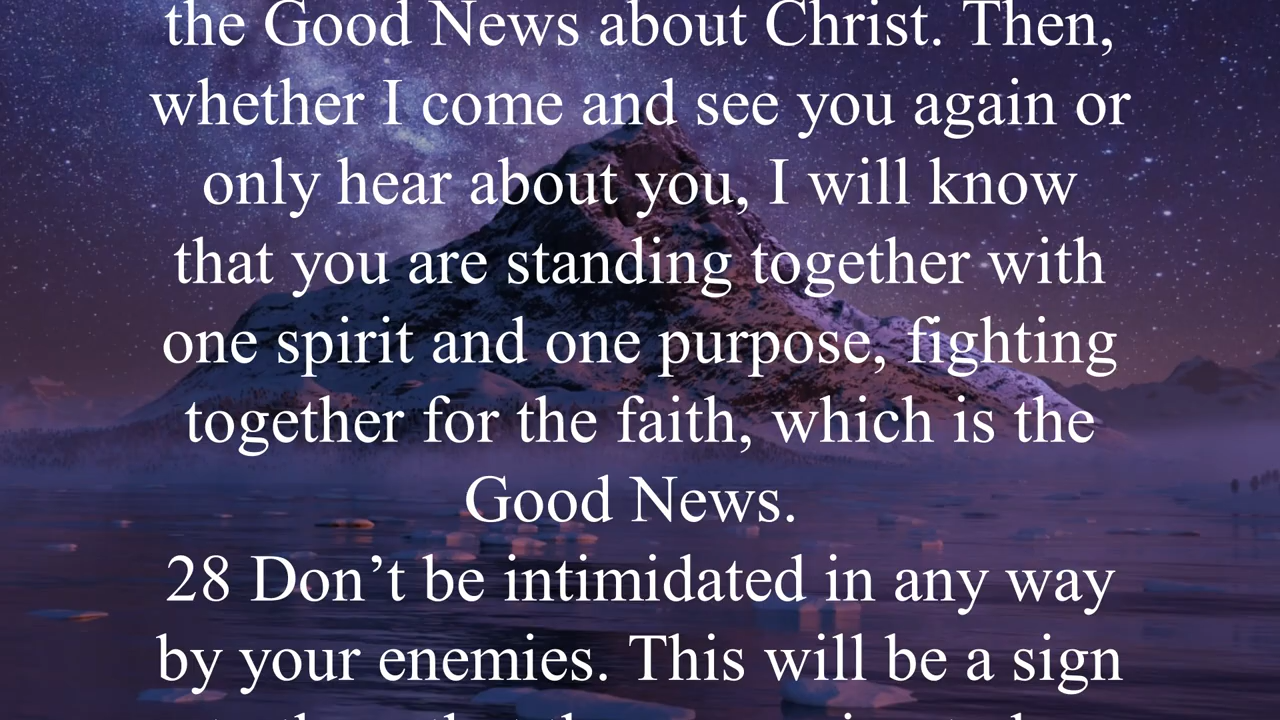 the Good News about Christ. Then,
whether I come and see you again or
only hear about you, I will know
that you are standing together with
one spirit and one purpose, fighting
together for the faith, which is the
Good News.
28 Don’t be intimidated in any way
by your enemies. This will be a sign